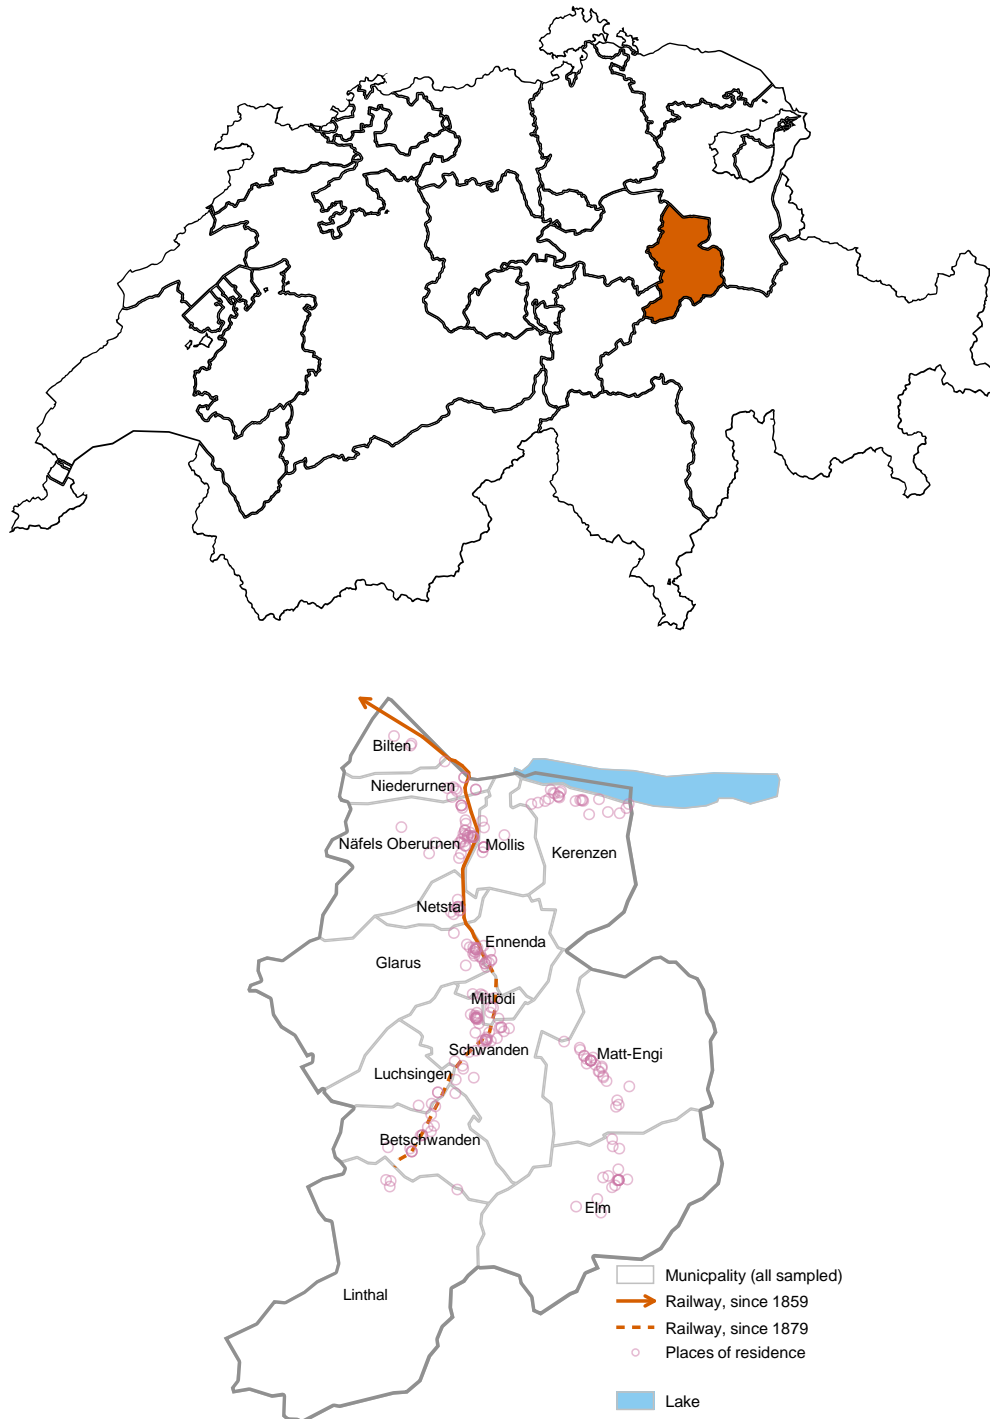 Bilten
Niederurnen
Näfels Oberurnen
Mollis
Kerenzen
Netstal
Ennenda
Glarus
Mitlödi
Schwanden
Matt-Engi
Luchsingen
Betschwanden
Elm
Linthal
Municpality (all sampled)
Railway, since 1859
Railway, since 1879
Places of residence
Lake